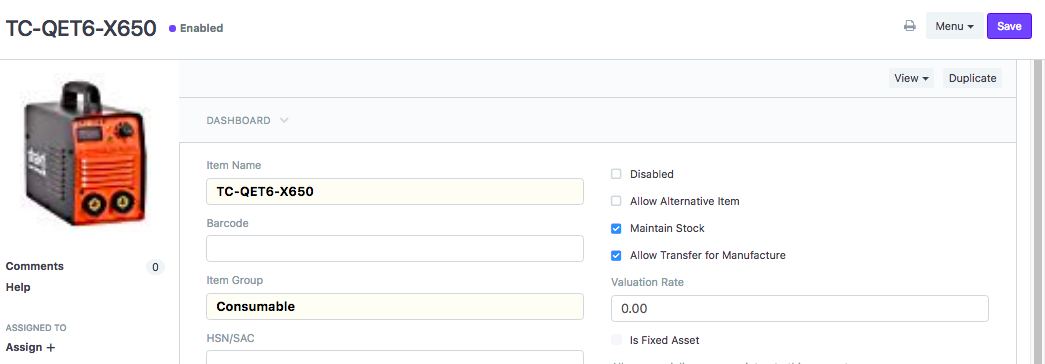 TC-QET6-X650
Enabled
Menu
Save
View
Duplicate
DASHBOARD
Item Name
TC-QET6-X650
Barcode
Item Group
Consumable
HSN/SAC
Disabled
Allow Alternative Item
Maintain Stock
Allow Transfer for Manufacture
Valuation Rate
0.00
Is Fixed Asset
Comments 0
Help
ASSIGNED TO
Assign +